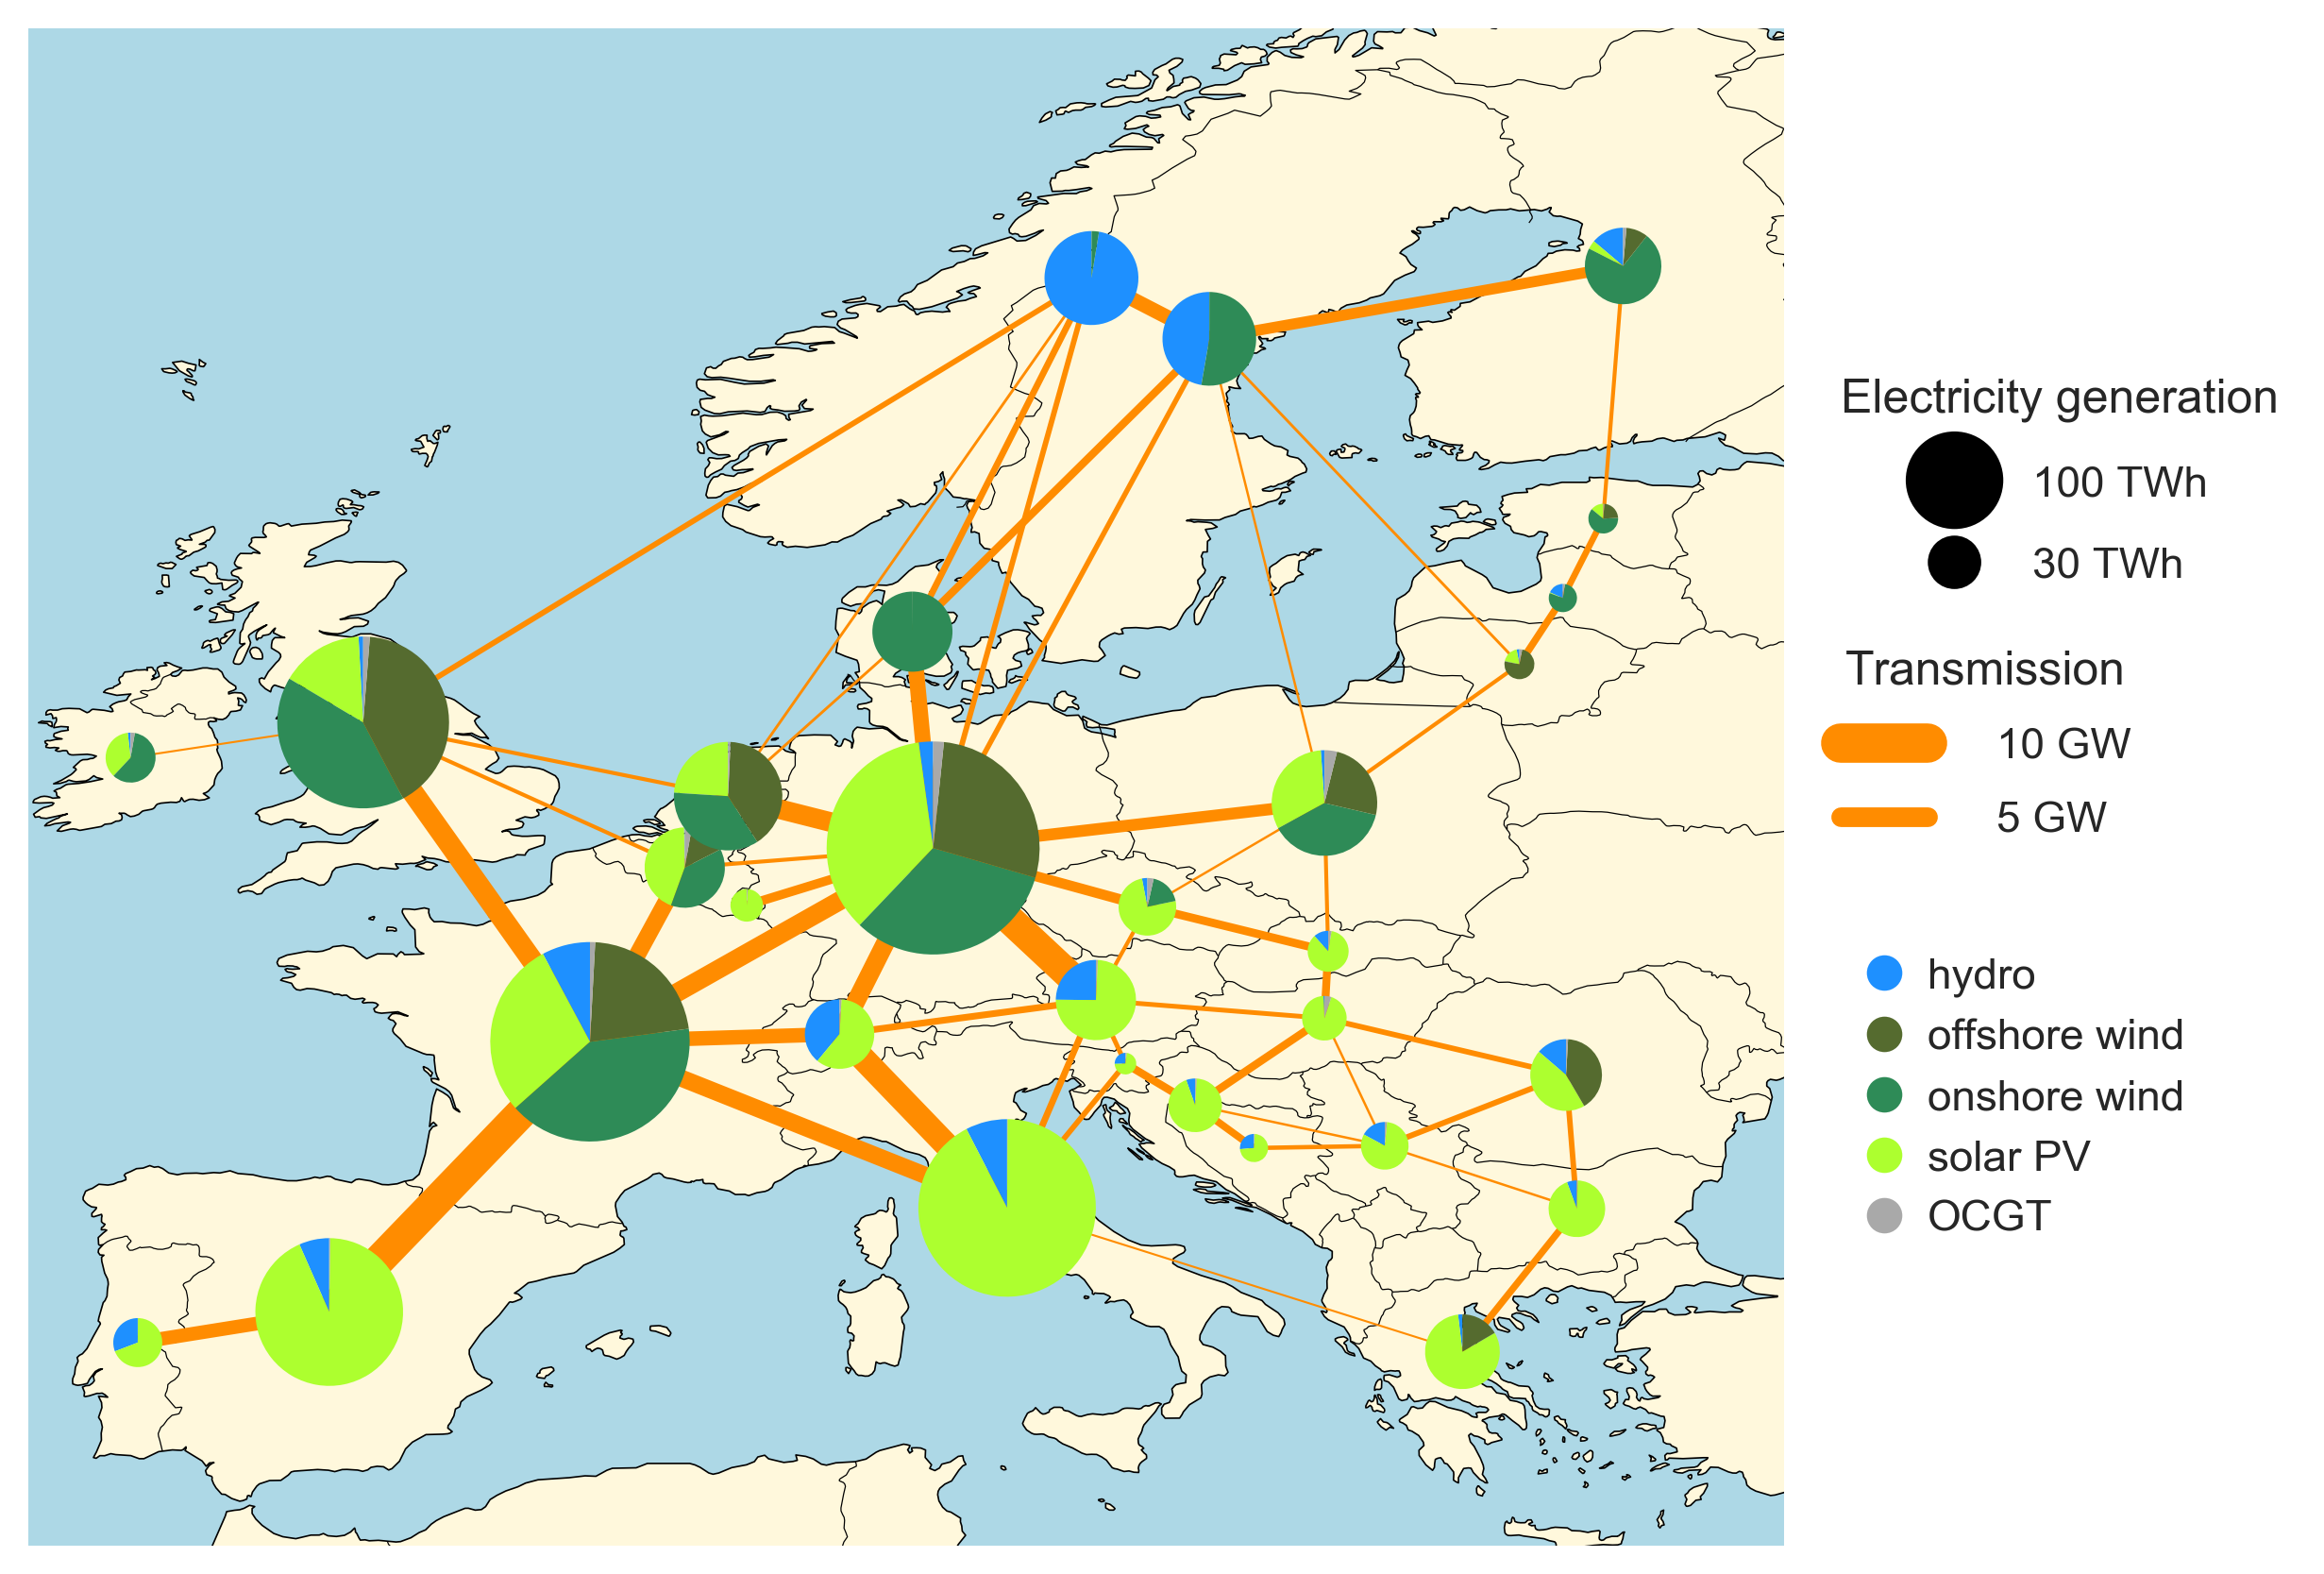 Electricity generation
100 TWh
30 TWh
Transmission
10 GW
5 GW
hydro
offshore wind
onshore wind
solar PV
OCGT